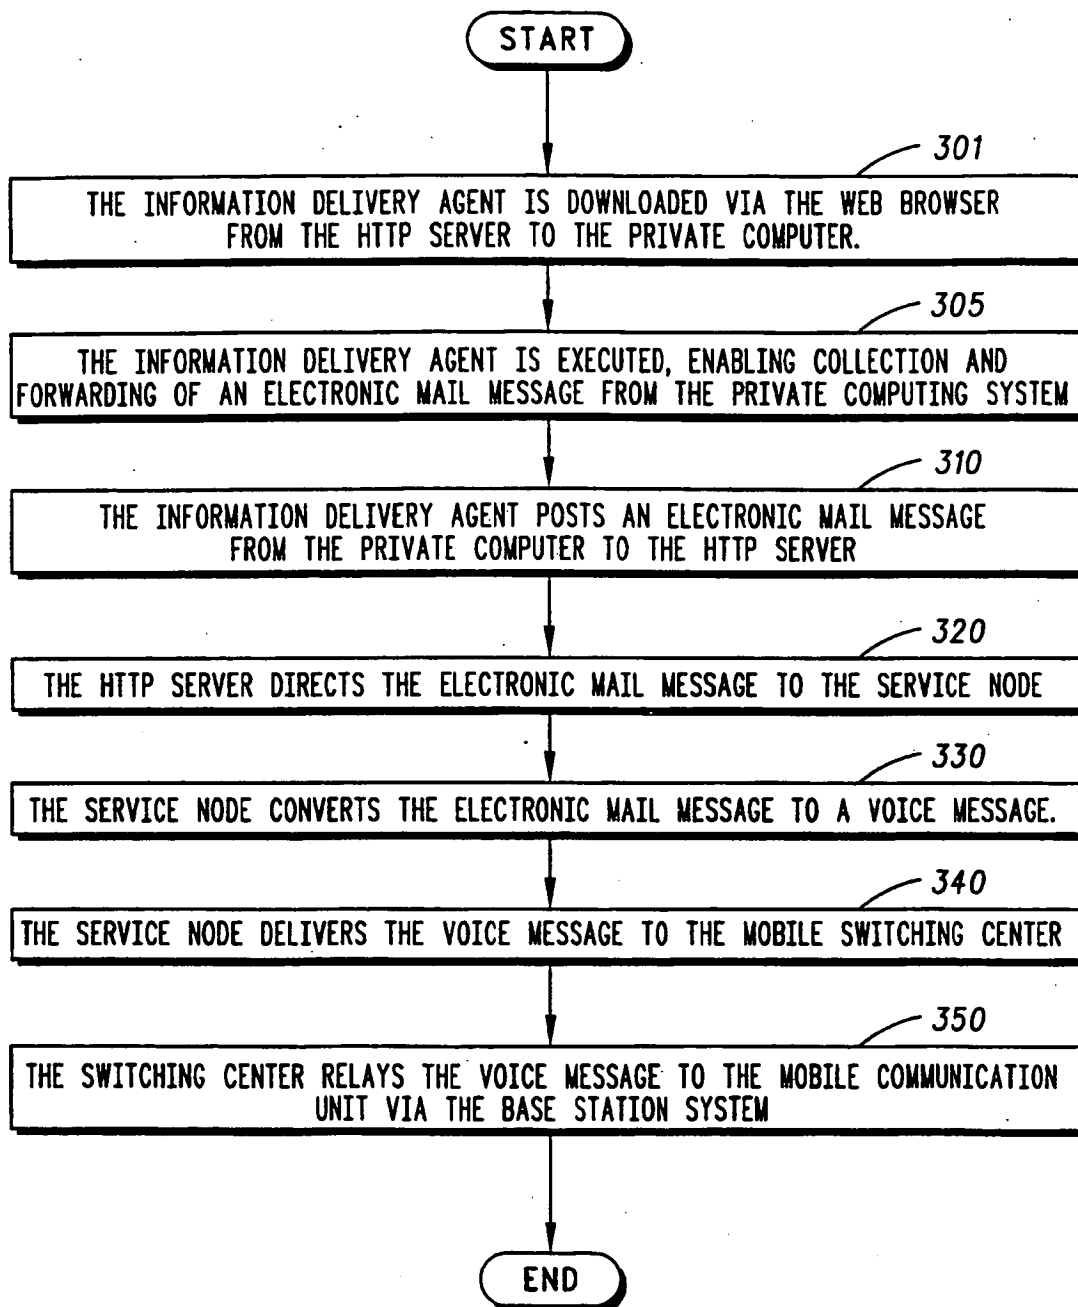 START
301
THE INFORMATION DELIVERY AGENT IS DOWNLOADED VIA THE WEB BROWSER
FROM THE HTTP SERVER TO THE PRIVATE COMPUTER.
305
THE INFORMATION DELIVERY AGENT IS EXECUTED, ENABLING COLLECTION AND
FORWARDING OF AN ELECTRONIC MAIL MESSAGE FROM THE PRIVATE COMPUTING SYSTEM
310
THE INFORMATION DELIVERY AGENT POSTS AN ELECTRONIC MAIL MESSAGE
FROM THE PRIVATE COMPUTER TO THE HTTP SERVER
320
THE HTTP SERVER DIRECTS THE ELECTRONIC MAIL MESSAGE TO THE SERVICE NODE
330
THE SERVICE NODE CONVERTS THE ELECTRONIC MAIL MESSAGE TO A VOICE MESSAGE.
340
THE SERVICE NODE DELIVERS THE VOICE MESSAGE TO THE MOBILE SWITCHING CENTER
350
THE SWITCHING CENTER RELAYS THE VOICE MESSAGE TO THE MOBILE COMMUNICATION
UNIT VIA THE BASE STATION SYSTEM
END